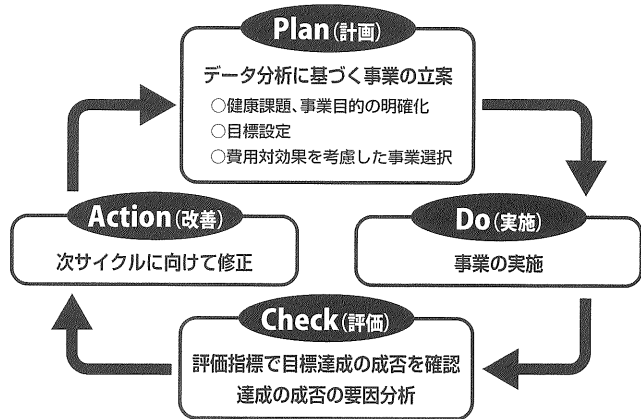 Plan(計画)
データ分析に基づく事業の立案
○健康課題、事業目的の明確化
○目標設定
○費用対効果を考慮した事業選択
Action(改善)
次サイクルに向けて修正
Do(実施)
事業の実施
Check(評価)
評価指標で目標達成の成否を確認
達成の成否の要因分析